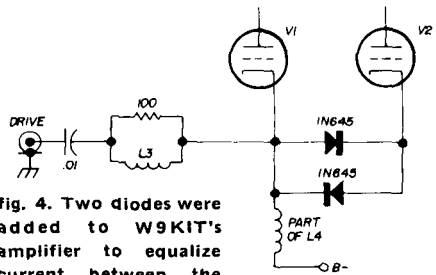 V1
V2
100
DRIVE
L3
.01
1N645
1N645
PART
OF L4
B-
fig. 4. Two diodes were
added to W9KIT's
amplifier to equalize
current between the